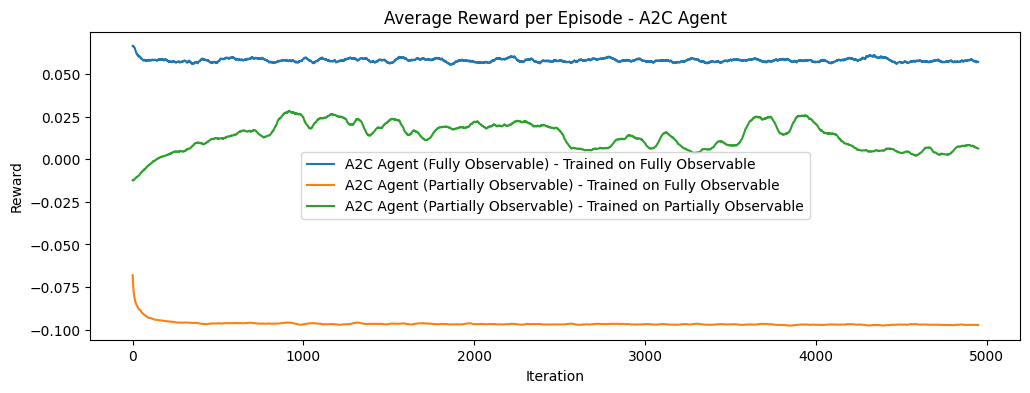 Average Reward per Episode - A2C Agent
Reward
0.050
0.025
0.000
−0.025
−0.050
−0.075
−0.100
A2C Agent (Fully Observable) - Trained on Fully Observable
A2C Agent (Partially Observable) - Trained on Fully Observable
A2C Agent (Partially Observable) - Trained on Partially Observable
0 1000 2000 3000 4000 5000
Iteration